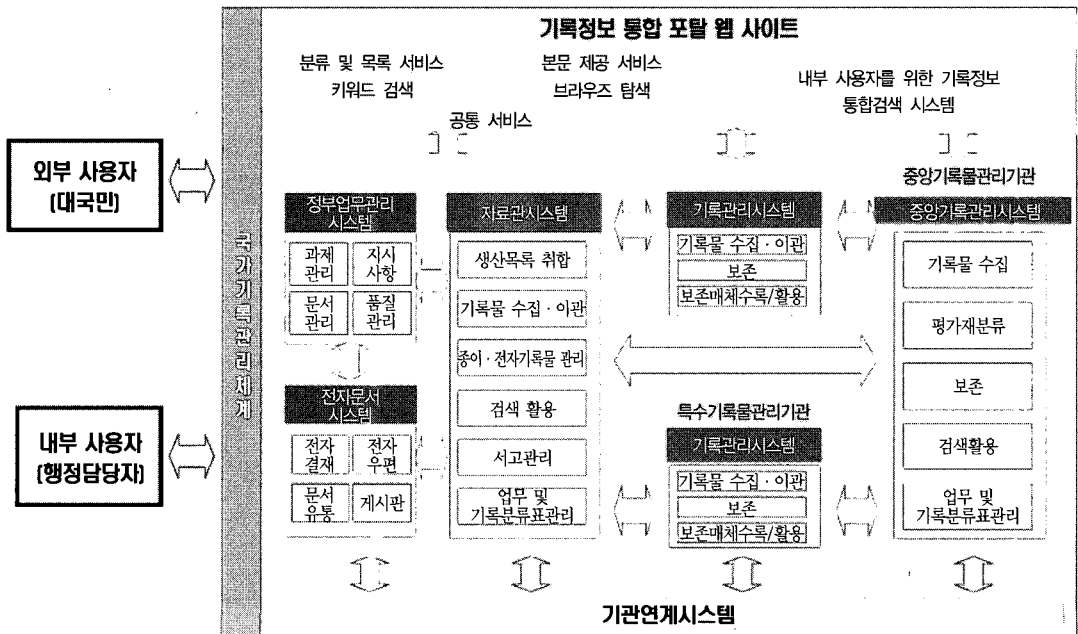 기록정보 통합 포탈 웹 사이트
분류 및 목록 서비스
키워드 검색
본문 제공 서비스
브라우즈 탐색
내부 사용자를 위한 기록정보
통합검색 시스템
공통 서비스
외부 사용자
(대국민)
내부 사용자
(행정담당자)
국가기록관리체계
정부업무관리
시스템
과제
관리
지시
사항
문서
관리
품질
관리
전자문서
시스템
전자
결재
전자
우편
문서
유통
게시판
자료관시스템
생산목록 취합
기록물 수집·이관
종이·전자기록물 관리
검색 활용
서고관리
업무 및
기록분류표관리
기록관리시스템
기록물 수집·이관
보존
보존매체수록/활용
특수기록물관리기관
기록관리시스템
기록물 수집·이관
보존
보존매체수록/활용
중앙기록물관리기관
중앙기록관리시스템
기록물 수집
평가재분류
보존
검색활용
업무 및
기록분류표관리
기관연계시스템